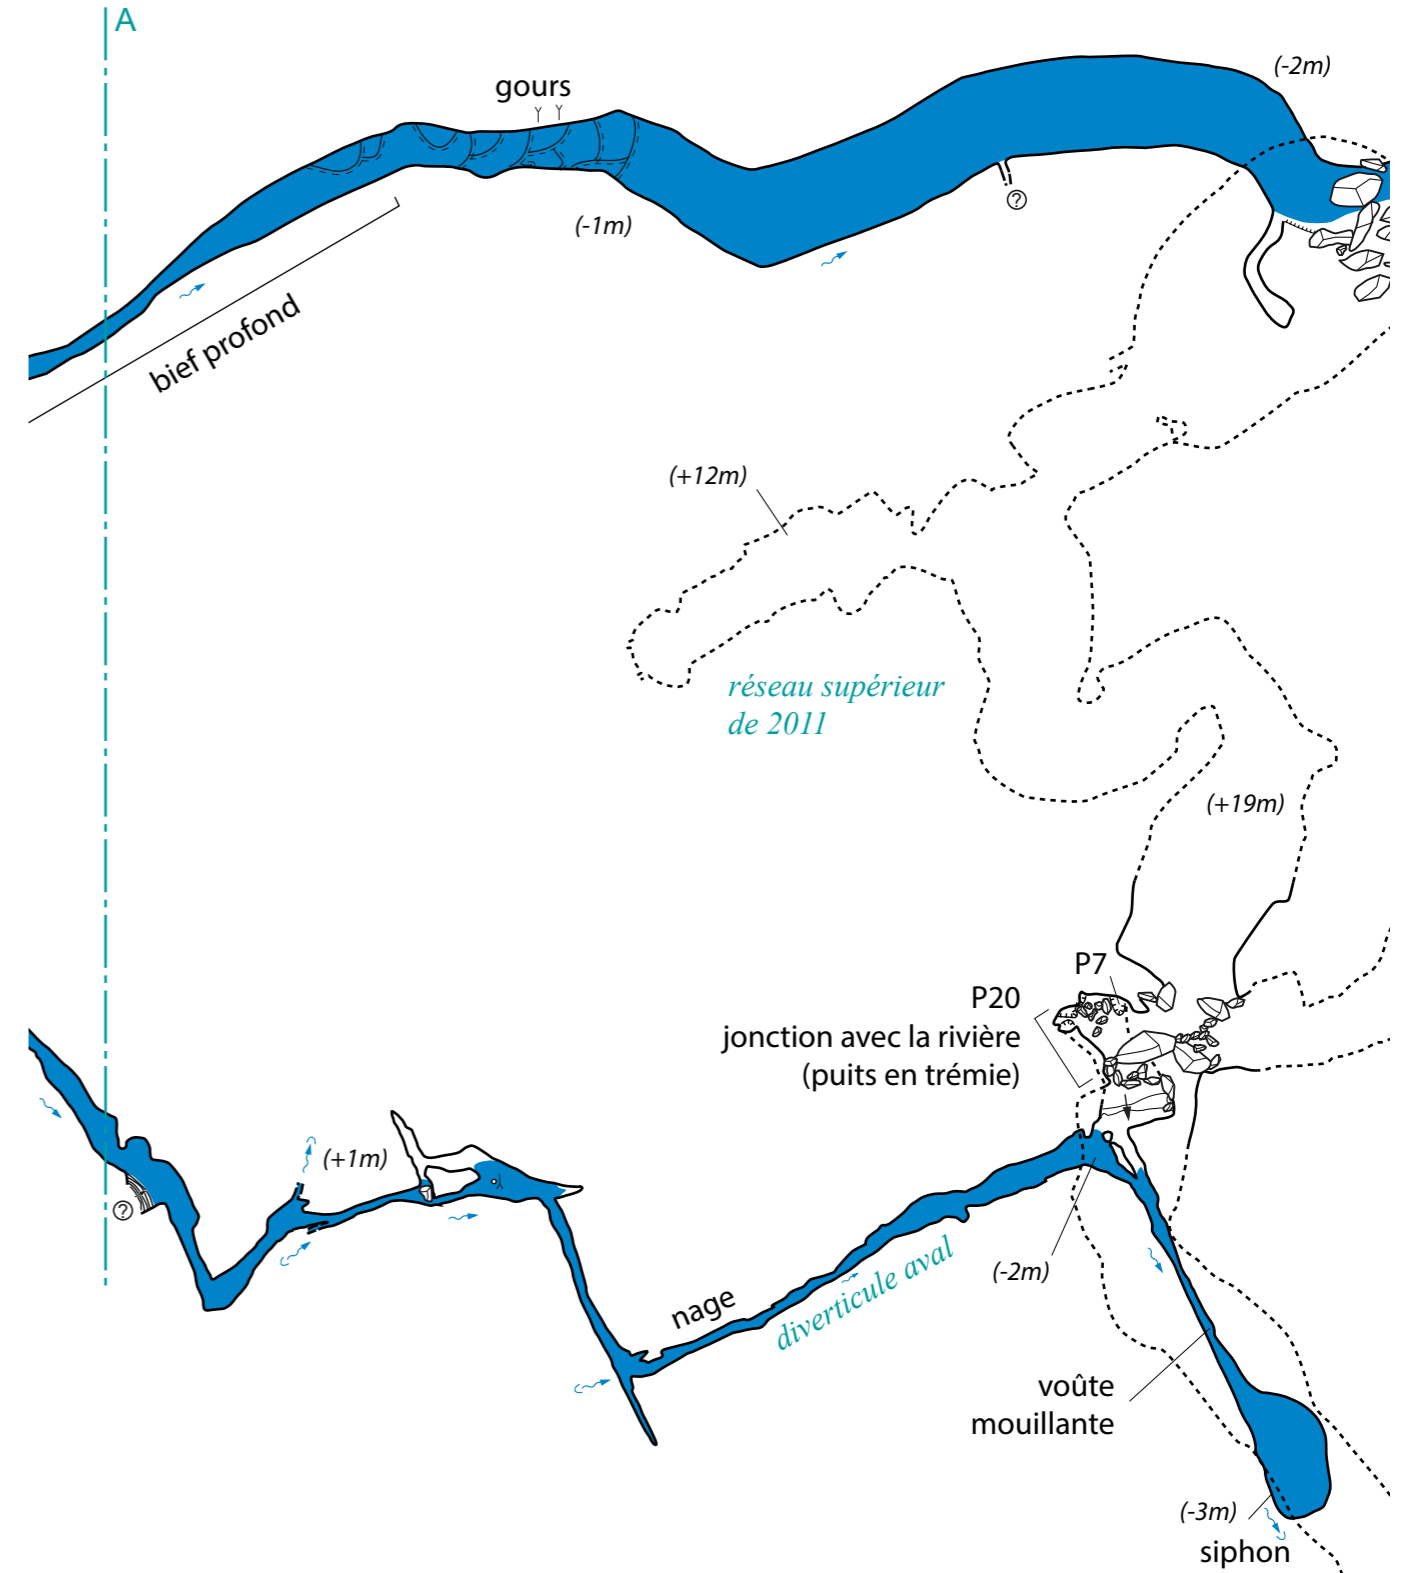 A
gours
(-2m)
(-1m)
?
bief profond
(+12m)
réseau supérieur
de 2011
(+19m)
P7
P20
jonction avec la rivière
(puits en trémie)
(+1m)
?
(-2m)
nage
diverticule aval
voûte
mouillante
(-3m)
siphon